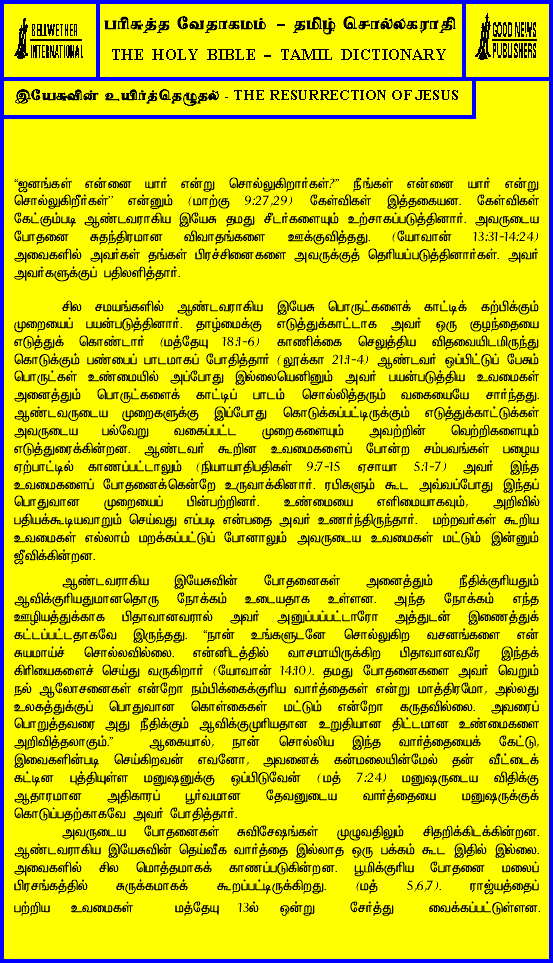 BELLWETHER
INTERNATIONAL
பரிசுத்த வேதாகமம் - தமிழ் சொல்லகராதி
THE HOLY BIBLE - TAMIL DICTIONARY
GOOD NEWS
PUBLISHERS
இயேசுவின் உயிர்த்தெழுதல் - THE RESURRECTION OF JESUS
“ஜனங்கள் என்னை யார் என்று சொல்லுகிறார்கள்?” நீங்கள் என்னை யார் என்று
சொல்லுகிறீர்கள்’’ என்னும் (மாற்கு 9:27,29) கேள்விகள் இத்தகையன. கேள்விகள்
கேட்கும்படி ஆண்டவராகிய இயேசு தமது சீடர்களையும் உற்சாகப்படுத்தினார். அவருடைய
போதனை சுதந்திரமான விவாதங்களை ஊக்குவித்தது. (யோவான் 13:31-14:24)
அவைகளில் அவர்கள் தங்கள் பிரச்சினைகளை அவருக்குத் தெரியப்படுத்தினார்கள். அவர்
அவர்களுக்குப் பதிலளித்தார்.
சில சமயங்களில் ஆண்டவராகிய இயேசு பொருட்களைக் காட்டிக் கற்பிக்கும்
முறையைப் பயன்படுத்தினார். தாழ்மைக்கு எடுத்துக்காட்டாக அவர் ஒரு குழந்தையை
எடுத்துக் கொண்டார் (மத்தேயு 18:1-6) காணிக்கை செலுத்திய விதவையிடமிருந்து
கொடுக்கும் பண்பைப் பாடமாகப் போதித்தார் (லூக்கா 21:1-4) ஆண்டவர் ஒப்பிட்டுப் பேசும்
பொருட்கள் உண்மையில் அப்போது இல்லையெனினும் அவர் பயன்படுத்திய உவமைகள்
அனைத்தும் பொருட்களைக் காட்டிப் பாடம் சொல்லித்தரும் வகையையே சார்ந்தது.
ஆண்டவருடைய முறைகளுக்கு இப்போது கொடுக்கப்பட்டிருக்கும் எடுத்துக்காட்டுக்கள்
அவருடைய பல்வேறு வகைப்பட்ட முறைகளையும் அவற்றின் வெற்றிகளையும்
எடுத்துரைக்கின்றன. ஆண்டவர் கூறின உவமைகளைப் போன்ற சம்பவங்கள் பழைய
ஏற்பாட்டில் காணப்பட்டாலும் (நியாயாதிபதிகள் 9:7-15 ஏசாயா 5:1-7) அவர் இந்த
உவமைகளைப் போதனைக்கென்றே உருவாக்கினார். ரபிகளும் கூட அவ்வப்போது இந்தப்
பொதுவான முறையைப் பின்பற்றினர். உண்மையை எளிமையாகவும், அறிவில்
பதியக்கூடியவாறும் செய்வது எப்படி என்பதை அவர் உணர்ந்திருந்தார். மற்றவர்கள் கூறிய
உவமைகள் எல்லாம் மறக்கப்பட்டுப் போனாலும் அவருடைய உவமைகள் மட்டும் இன்னும்
ஜீவிக்கின்றன.
ஆண்டவராகிய இயேசுவின் போதனைகள் அனைத்தும் நீதிக்குரியதும்
ஆவிக்குரியதுமானதொரு நோக்கம் உடையதாக உள்ளன. அந்த நோக்கம் எந்த
ஊழியத்துக்காக பிதாவானவரால் அவர் அனுப்பப்பட்டாரோ அத்துடன் இணைத்துக்
கட்டப்பட்டதாகவே இருந்தது. “நான் உங்களுடனே சொல்லுகிற வசனங்களை என்
சுயமாய்ச் சொல்லவில்லை. என்னிடத்தில் வாசமாயிருக்கிற பிதாவானவரே இந்தக்
கிரியைகளைச் செய்து வருகிறார் (யோவான் 14:10). தமது போதனைகளை அவர் வெறும்
நல் ஆலோசனைகள் என்றோ நம்பிக்கைக்குரிய வார்த்தைகள் என்று மாத்திரமோ, அல்லது
உலகத்துக்குப் பொதுவான கொள்கைகள் மட்டும் என்றோ கருதவில்லை. அவரைப்
பொறுத்தவரை அது நீதிக்கும் ஆவிக்குமுரியதான உறுதியான திட்டமான உண்மைகளை
அறிவித்தலாகும்.” ஆகையால், நான் சொல்லிய இந்த வார்த்தையைக் கேட்டு,
இவைகளின்படி செய்கிறவன் எவனோ, அவனைக் கன்மலையின்மேல் தன் வீட்டைக்
கட்டின புத்தியுள்ள மனுஷனுக்கு ஒப்பிடுவேன் (மத் 7:24) மனுஷருடைய விதிக்கு
ஆதாரமான அதிகாரப் பூர்வமான தேவனுடைய வார்த்தையை மனுஷருக்குக்
கொடுப்பதற்காகவே அவர் போதித்தார்.
அவருடைய போதனைகள் சுவிசேஷங்கள் முழுவதிலும் சிதறிக்கிடக்கின்றன.
ஆண்டவராகிய இயேசுவின் தெய்வீக வார்த்தை இல்லாத ஒரு பக்கம் கூட இதில் இல்லை.
அவைகளில் சில மொத்தமாகக் காணப்படுகின்றன. பூமிக்குரிய போதனை மலைப்
பிரசங்கத்தில் சுருக்கமாகக் கூறப்பட்டிருக்கிறது. (மத் 5,6,7). ராஜ்யத்தைப்
பற்றிய உவமைகள் மத்தேயு 13ல் ஒன்று சேர்த்து வைக்கப்பட்டுள்ளன.